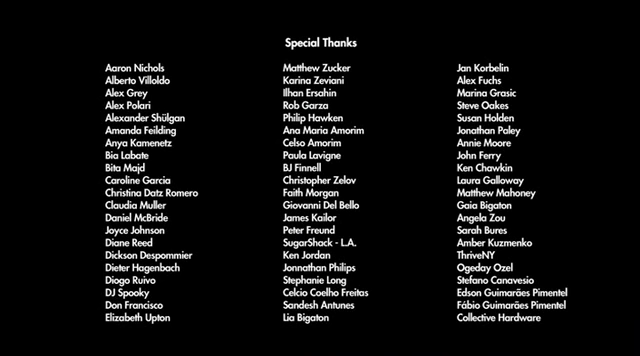 Special Thanks
Aaron Nichols
Alberto Villoldo
Alex Grey
Alex Polari
Alexander Shülgan
Amanda Feilding
Anya Kamenetz
Bia Labate
Bita Majd
Caroline Garcia
Christina Datz Romero
Claudia Muller
Daniel McBride
Joyce Johnson
Diane Reed
Dickson Despommier
Dieter Hagenbach
Diogo Ruivo
DJ Spooky
Don Francisco
Elizabeth Upton
Matthew Zucker
Karina Zeviani
Ilhan Ersahin
Rob Garza
Philip Hawken
Ana Maria Amorim
Celso Amorim
Paula Lavigne
BJ Finnell
Christopher Zelov
Faith Morgan
Giovanni Del Bello
James Kailor
Peter Freund
SugarShack - L.A.
Ken Jordan
Jonnathan Philips
Stephanie Long
Celcio Coelho Freitas
Sandesh Antunes
Lia Bigaton
Jan Korbelin
Alex Fuchs
Marina Grasic
Steve Oakes
Susan Holden
Jonathan Paley
Annie Moore
John Ferry
Ken Chawkin
Laura Galloway
Matthew Mahoney
Gaia Bigaton
Angela Zou
Sarah Bures
Amber Kuzmenko
ThriveNY
Ogeday Ozel
Stefano Canavesio
Edson Guimarães Pimentel
Fábio Guimarães Pimentel
Collective Hardware